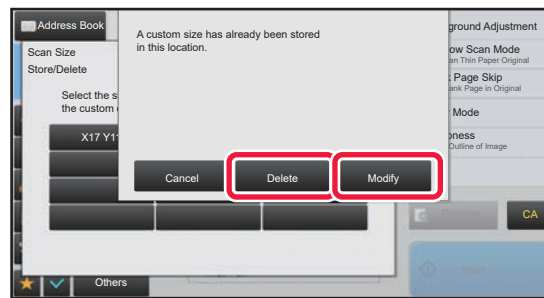 Address Book
Scan Size
Store/Delete
Select the s
the custom
X17 Y1
A custom size has already been stored
in this location.
Cancel
Delete
Modify
ground Adjustment
ow Scan Mode
an Thin Paper Original
Page Skip
ank Page in Original
Mode
oness
Outline of Image
Preview
CA
Start
Others